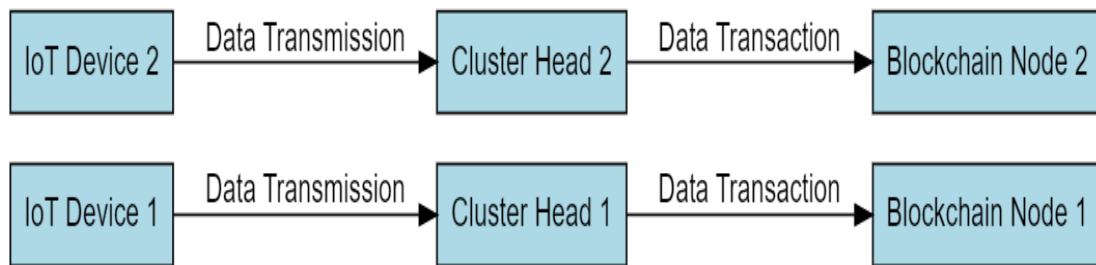 IoT Device 2
Data Transmission
Cluster Head 2
Data Transaction
Blockchain Node 2
IoT Device 1
Data Transmission
Cluster Head 1
Data Transaction
Blockchain Node 1